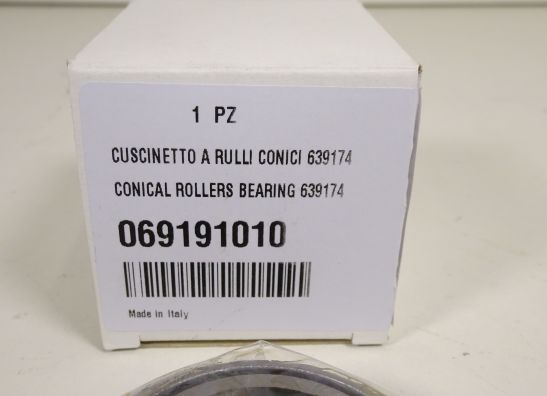 1 PZ
CUSCINETTO A RULLI CONICI 639174
CONICAL ROLLERS BEARING 639174
069191010
Made in Italy